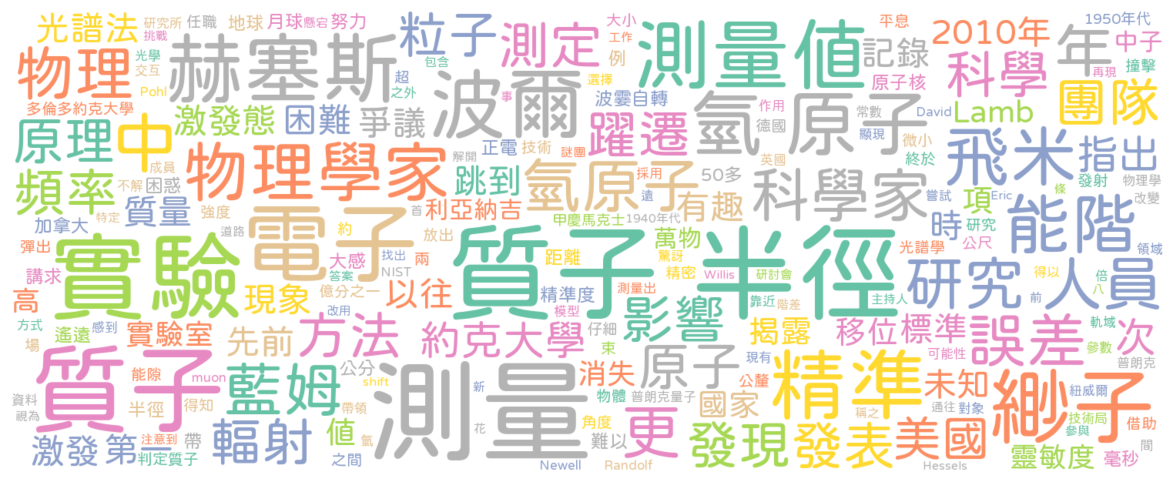 光譜法
研究所
任職
地球
月球
懸宕
努力
粒子
大小
工作
例
測定
測量值
平息
記錄
2010年
年
1950年代
中子
撞擊
再現
挑戰
光學
交互
物理
Pohl
赫塞斯
超
之外
包含
波爾
選擇
事
波霎自轉
原子核
科學
多倫多約克大學
激發態
困難
爭議
正電
技術
謎團
躍遷
作用
德國
氫原子
常數
David
顯現
Lamb
團隊
微小
終於
原理
中
成員
不解
困惑
物理學家
解開
跳到
氫原子
採用
遠
英國
50多
有趣
科學家
嘗試
Eric
飛米
條
指出
發射
物理學
改變
頻率
加拿大
特定
質量
強度
道路
約
首
利亞納吉
放出
甲慶馬克士
1940年代
萬物
驚訝
光譜學
時
項
研究
公尺
能階
領域
彈出
講求
高
方式
場
實驗
遙遠
感到
電子
大感
答案
找出
NIST
兩
億分之一
改用
現象
以往
質子半徑
距離
精準度
測量出
模型
精密
Willis
研討會
靠近
階差
主持人
研究
得以
前
人員
倍
八
軌域
參數
實驗室
先前
方法
約克大學
仔細
束
影響
揭露
現有
可能性
移位
標準
誤差
次
普朗克
質子
能隙
muon
半徑
得知
資料
視為
藍姆
公分
shift
帶領
測量
新
花
消失
物體
原子
普朗克量子
公釐
國家
角度
難以
精準
稱之
通往
未知
對象
緲子
紐威爾
技術局
參與
借助
間
激發
第
注意到
判定質子
帶
輻射
值
氫
之間
Newell
Randolf
更
發現
發表
美國
Hessels
靈敏度
毫秒